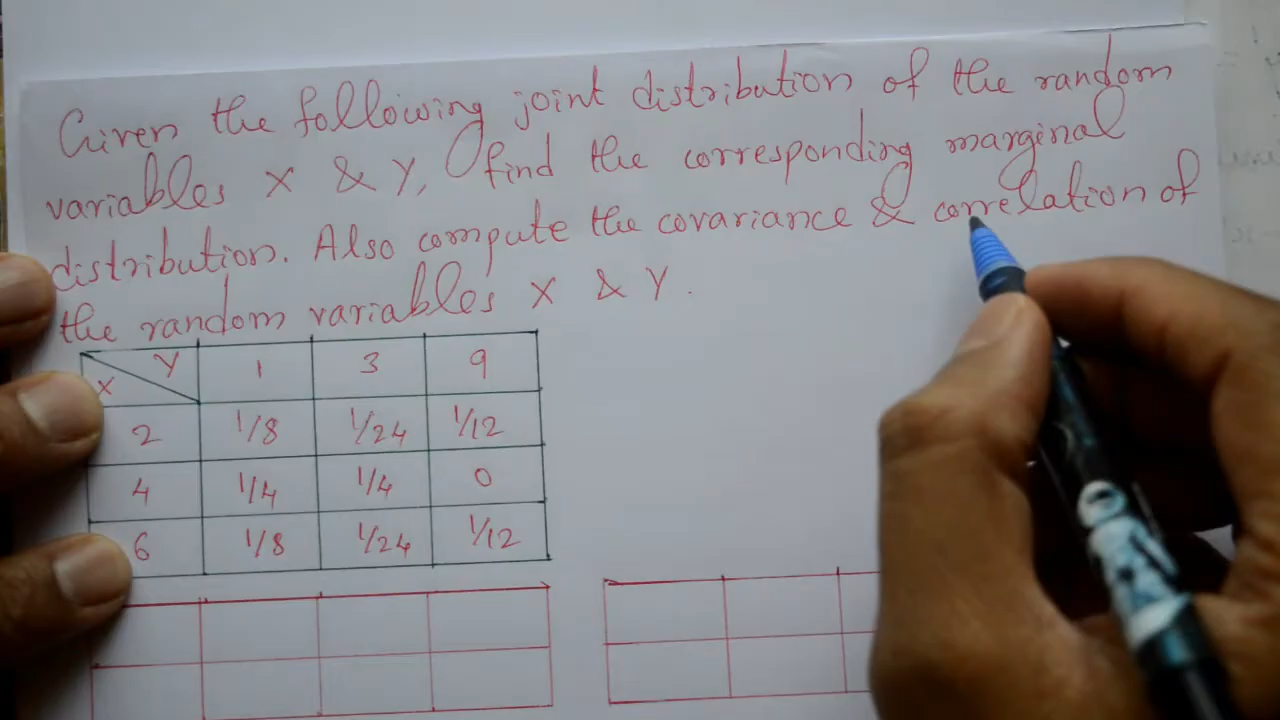 Given the following joint distribution of the random
variables X & Y, find the corresponding marginal
distribution. Also compute the covariance & correlation of
the random variables X & Y.
X Y 1 3 9
2 1/8 1/24 1/12
4 1/4 1/4 0
6 1/8 1/24 1/12